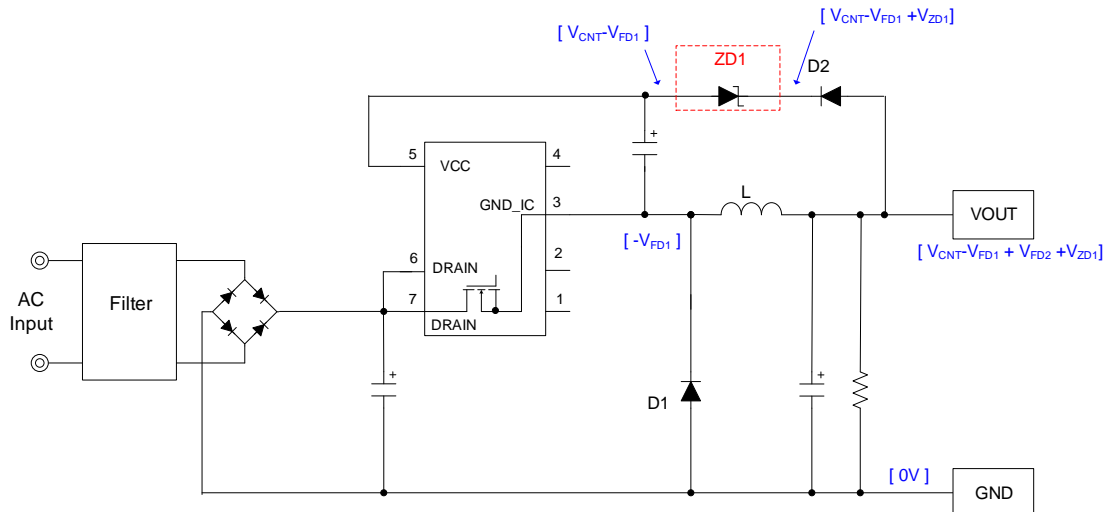 [ VCNT-VFD1 +VZD1]
[ VCNT-VFD1 ]
ZD1
D2
+
5
VCC
4
GND_IC
3
L
VOUT
[ -VFD1 ]
[ VCNT-VFD1 + VFD2 +VZD1]
6
DRAIN
2
7
1
DRAIN
AC
Input
Filter
+
D1
+
[ 0V ]
GND